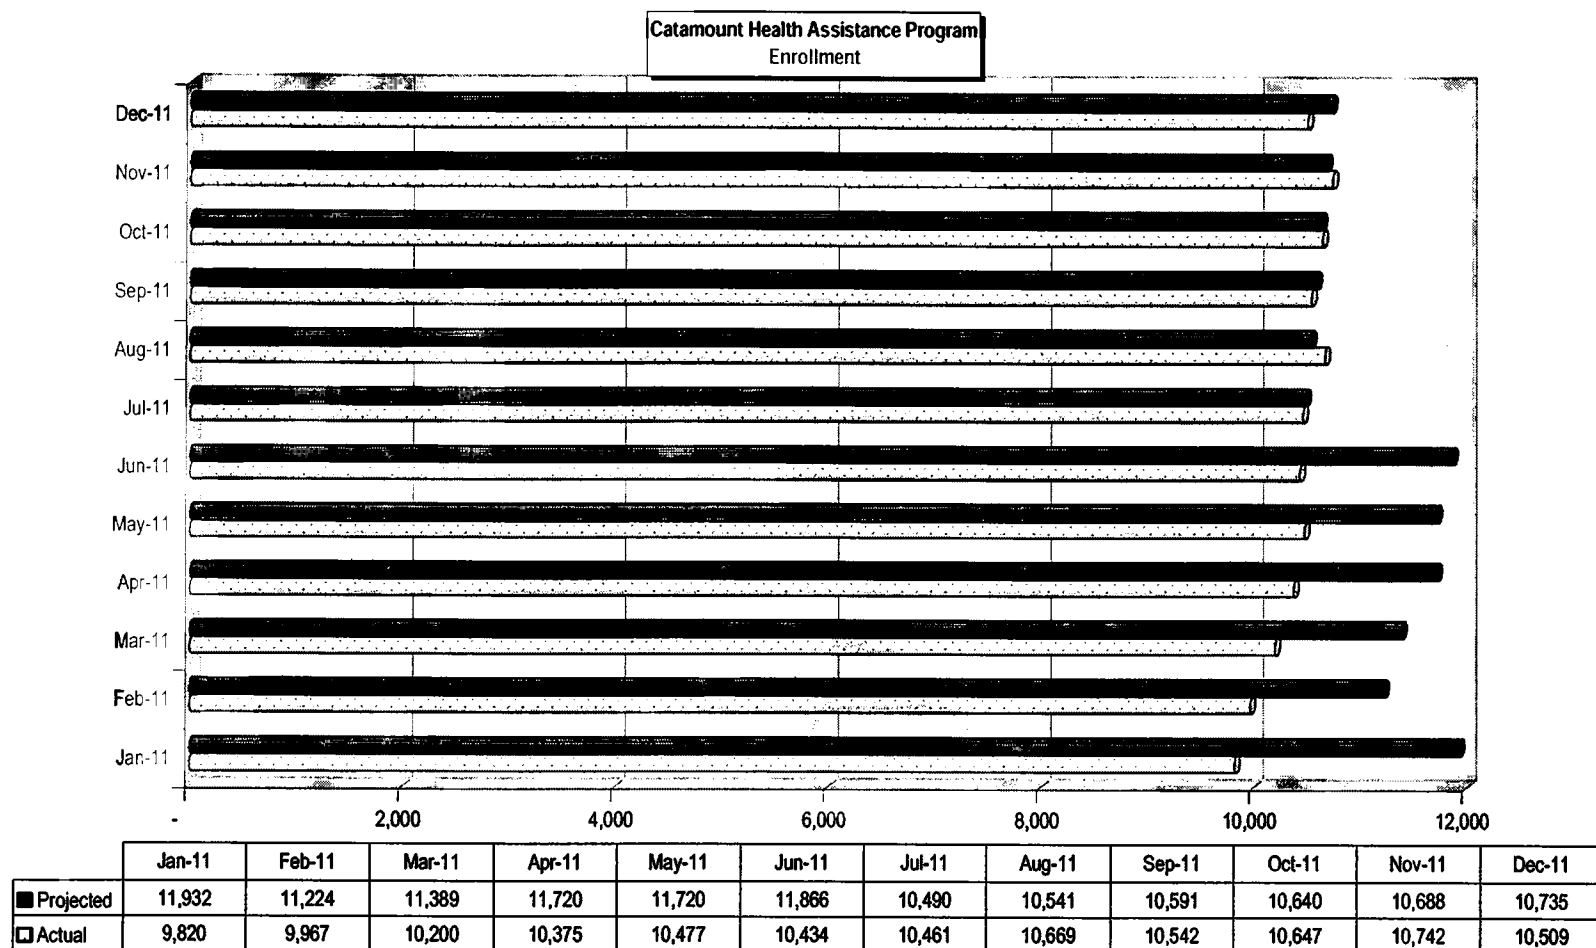 Catamount Health Assistance Program
Enrollment
Dec-11
Nov-11
Oct-11
Sep-11
Aug-11
Jul-11
Jun-11
May-11
Apr-11
Mar-11
Feb-11
Jan-11
- 2,000 4,000 6,000 8,000 10,000 12,000
Jan-11 Feb-11 Mar-11 Apr-11 May-11 Jun-11 Jul-11 Aug-11 Sep-11 Oct-11 Nov-11 Dec-11
Projected 11,932 11,224 11,389 11,720 11,720 11,866 10,490 10,541 10,591 10,640 10,688 10,735
Actual 9,820 9,967 10,200 10,375 10,477 10,434 10,461 10,669 10,542 10,647 10,742 10,509